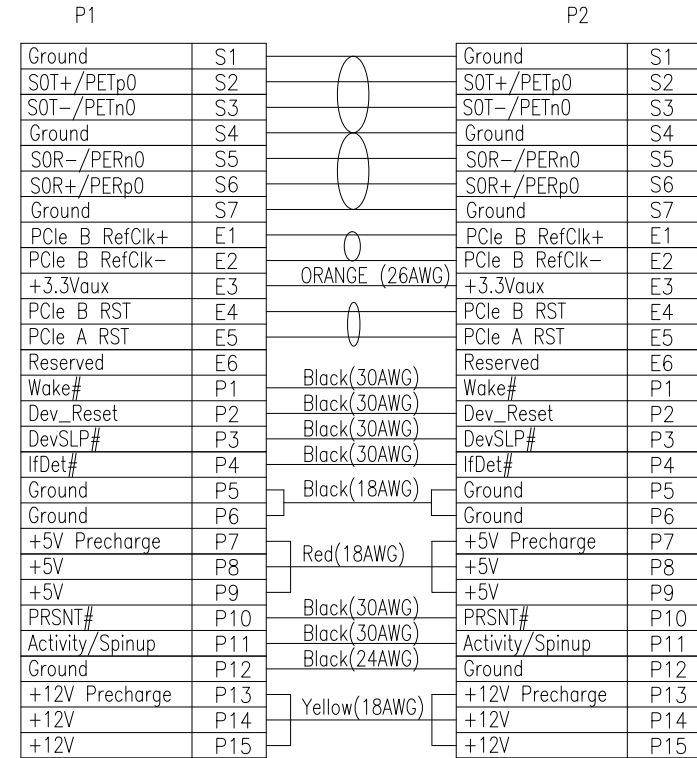 P1 P2
Ground S1 Ground S1
S0T+/PETp0 S2 S0T+/PETp0 S2
S0T-/PETn0 S3 S0T-/PETn0 S3
Ground S4 Ground S4
S0R-/PERn0 S5 S0R-/PERn0 S5
S0R+/PERp0 S6 S0R+/PERp0 S6
Ground S7 Ground S7
PCIe B RefClk+ E1 PCIe B RefClk+ E1
PCIe B RefClk- E2 PCIe B RefClk- E2
+3.3Vaux E3 ORANGE (26AWG) +3.3Vaux E3
PCIe B RST E4 PCIe B RST E4
PCIe A RST E5 PCIe A RST E5
Reserved E6 Reserved E6
Wake# P1 Black(30AWG) Wake# P1
Dev_Reset P2 Black(30AWG) Dev_Reset P2
DevSLP# P3 Black(30AWG) DevSLP# P3
IfDet# P4 Black(30AWG) IfDet# P4
Ground P5 Black(18AWG) Ground P5
Ground P6 Ground P6
+5V Precharge P7 +5V Precharge P7
+5V P8 Red(18AWG) +5V P8
+5V P9 +5V P9
PRSNT# P10 Black(30AWG) PRSNT# P10
Activity/Spinup P11 Black(30AWG) Activity/Spinup P11
Ground P12 Black(24AWG) Ground P12
+12V Precharge P13 +12V Precharge P13
+12V P14 Yellow(18AWG) +12V P14
+12V P15 +12V P15